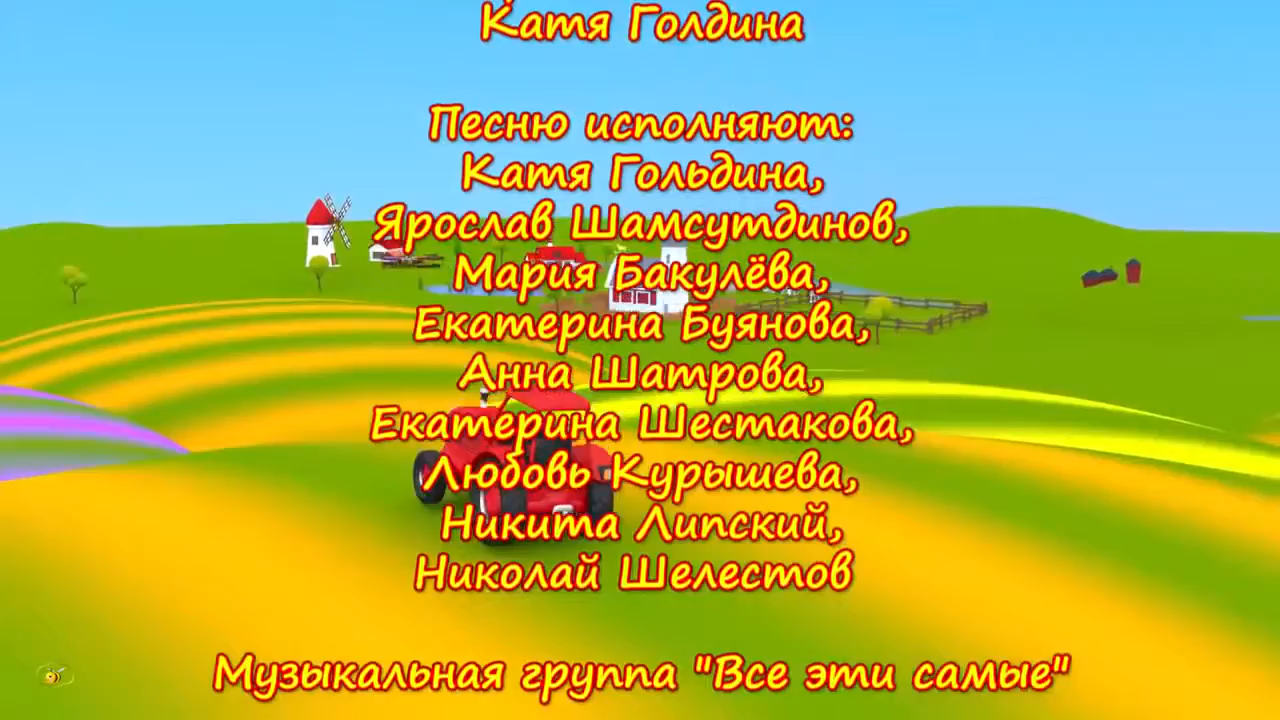 Катя Голдина
Песню исполняют:
Катя Гольдина,
Ярослав Шамсутдинов,
Мария Бакулёва,
Екатерина Буянова,
Анна Шатрова,
Екатерина Шестакова,
Любовь Курышева,
Никита Липский,
Николай Шелестов
Музыкальная группа "Все эти самые"